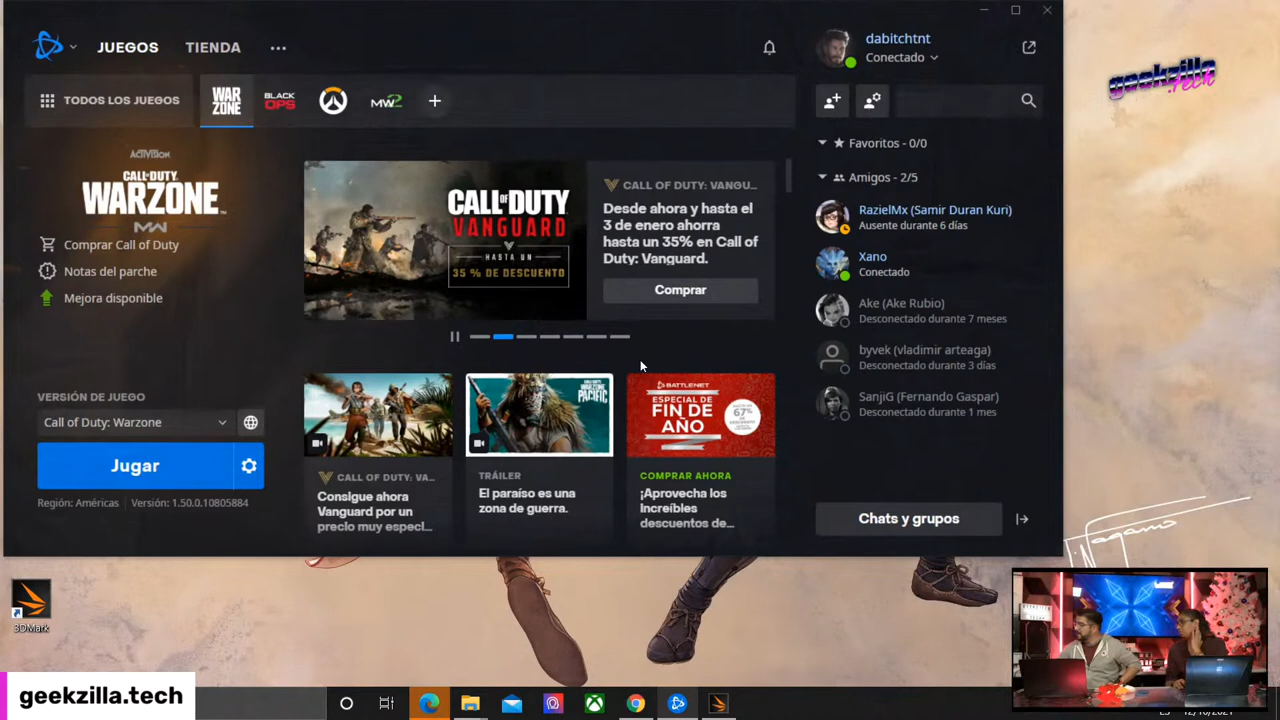 JUEGOS
TIENDA
dabitchtnt
Conectado
geekzilla
.tech
TODOS LOS JUEGOS
WAR
ZONE
BLACK
OPS
MW2
Favoritos - 0/0
Amigos - 2/5
RazielMx (Samir Duran Kuri)
Ausente durante 6 días
Xano
Conectado
Ake (Ake Rubio)
Desconectado durante 7 meses
byvek (vladimir arteaga)
Desconectado durante 3 días
SanjiG (Fernando Gaspar)
Desconectado durante 1 mes
Chats y grupos
ACTIVISION
CALL OF DUTY
WARZONE
MW
Comprar Call of Duty
Notas del parche
Mejora disponible
VERSIÓN DE JUEGO
Call of Duty: Warzone
Jugar
Región: Américas
Versión: 1.50.0.10805884
CALL OF DUTY
VANGUARD
HASTA UN
35 % DE DESCUENTO
CALL OF DUTY: VANGU...
Desde ahora y hasta el
3 de enero ahorra
hasta un 35% en Call of
Duty: Vanguard.
Comprar
CALL OF DUTY: VA...
Consigue ahora
Vanguard por un
precio muy especi...
WARZONE
PACIFIC
TRÁILER
El paraíso es una
zona de guerra.
BATTLE.NET
ESPECIAL DE
FIN DE
AÑO
67%
COMPRAR AHORA
¡Aprovecha los
increíbles
descuentos de...
3DMark
geekzilla.tech